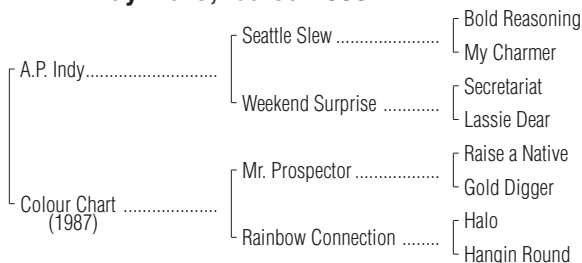 Bold Reasoning
Seattle Slew ........................
My Charmer
A.P. Indy..............................
Secretariat
Weekend Surprise .............
Lassie Dear
Raise a Native
Mr. Prospector ....................
Gold Digger
Colour Chart ......................
(1987)
Halo
Rainbow Connection ........
Hangin Round